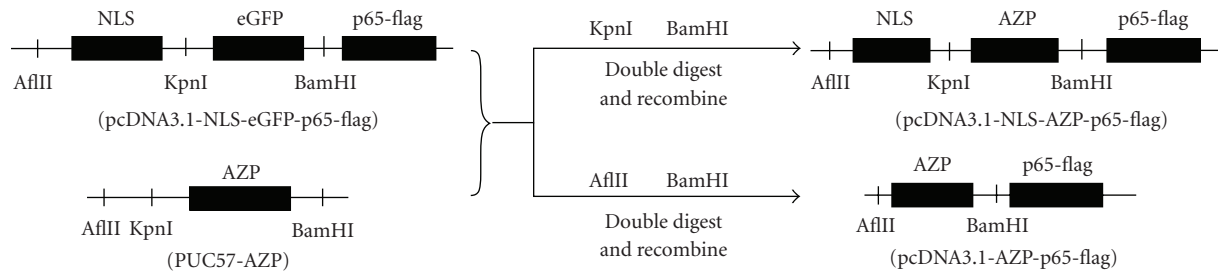 NLS eGFP p65-flag
AflII KpnI BamHI
(pcDNA3.1-NLS-eGFP-p65-flag)
AZP
AflII KpnI BamHI
(PUC57-AZP)
KpnI BamHI
Double digest
and recombine
AflII BamHI
Double digest
and recombine
NLS AZP p65-flag
AflII KpnI BamHI
(pcDNA3.1-NLS-AZP-p65-flag)
AZP p65-flag
AflII BamHI
(pcDNA3.1-AZP-p65-flag)